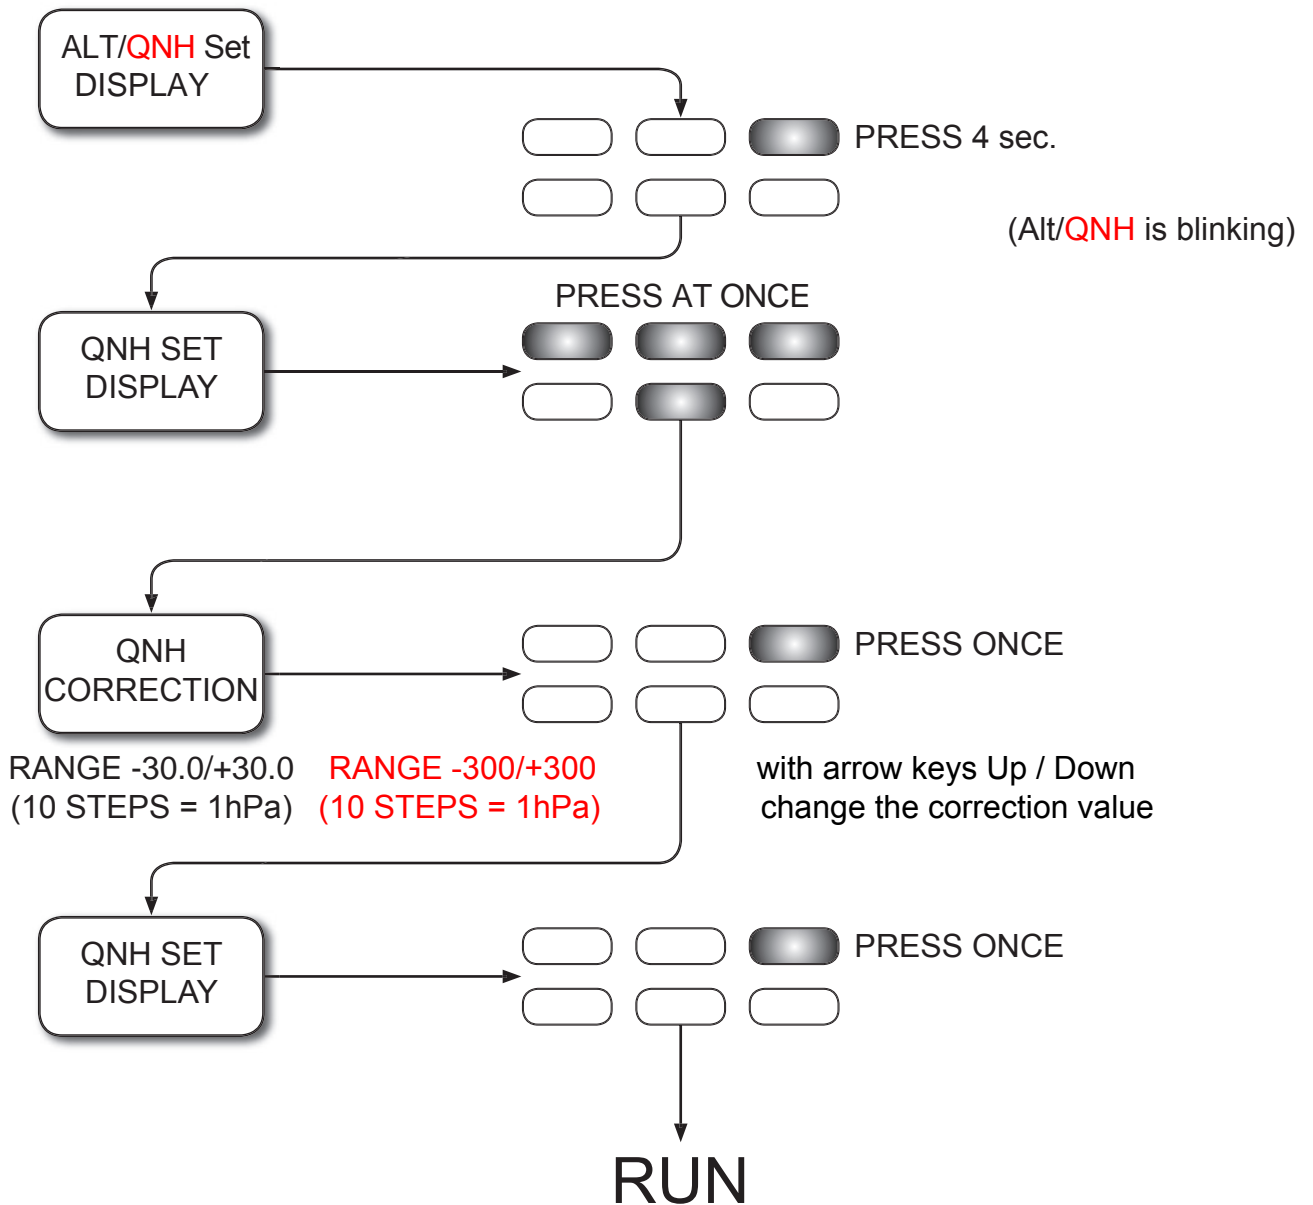 ALT/QNH Set
DISPLAY
PRESS 4 sec.
(Alt/QNH is blinking)
PRESS AT ONCE
QNH SET
DISPLAY
QNH
CORRECTION
PRESS ONCE
RANGE -30.0/+30.0
(10 STEPS = 1hPa)
RANGE -300/+300
(10 STEPS = 1hPa)
with arrow keys Up / Down
change the correction value
QNH SET
DISPLAY
PRESS ONCE
RUN